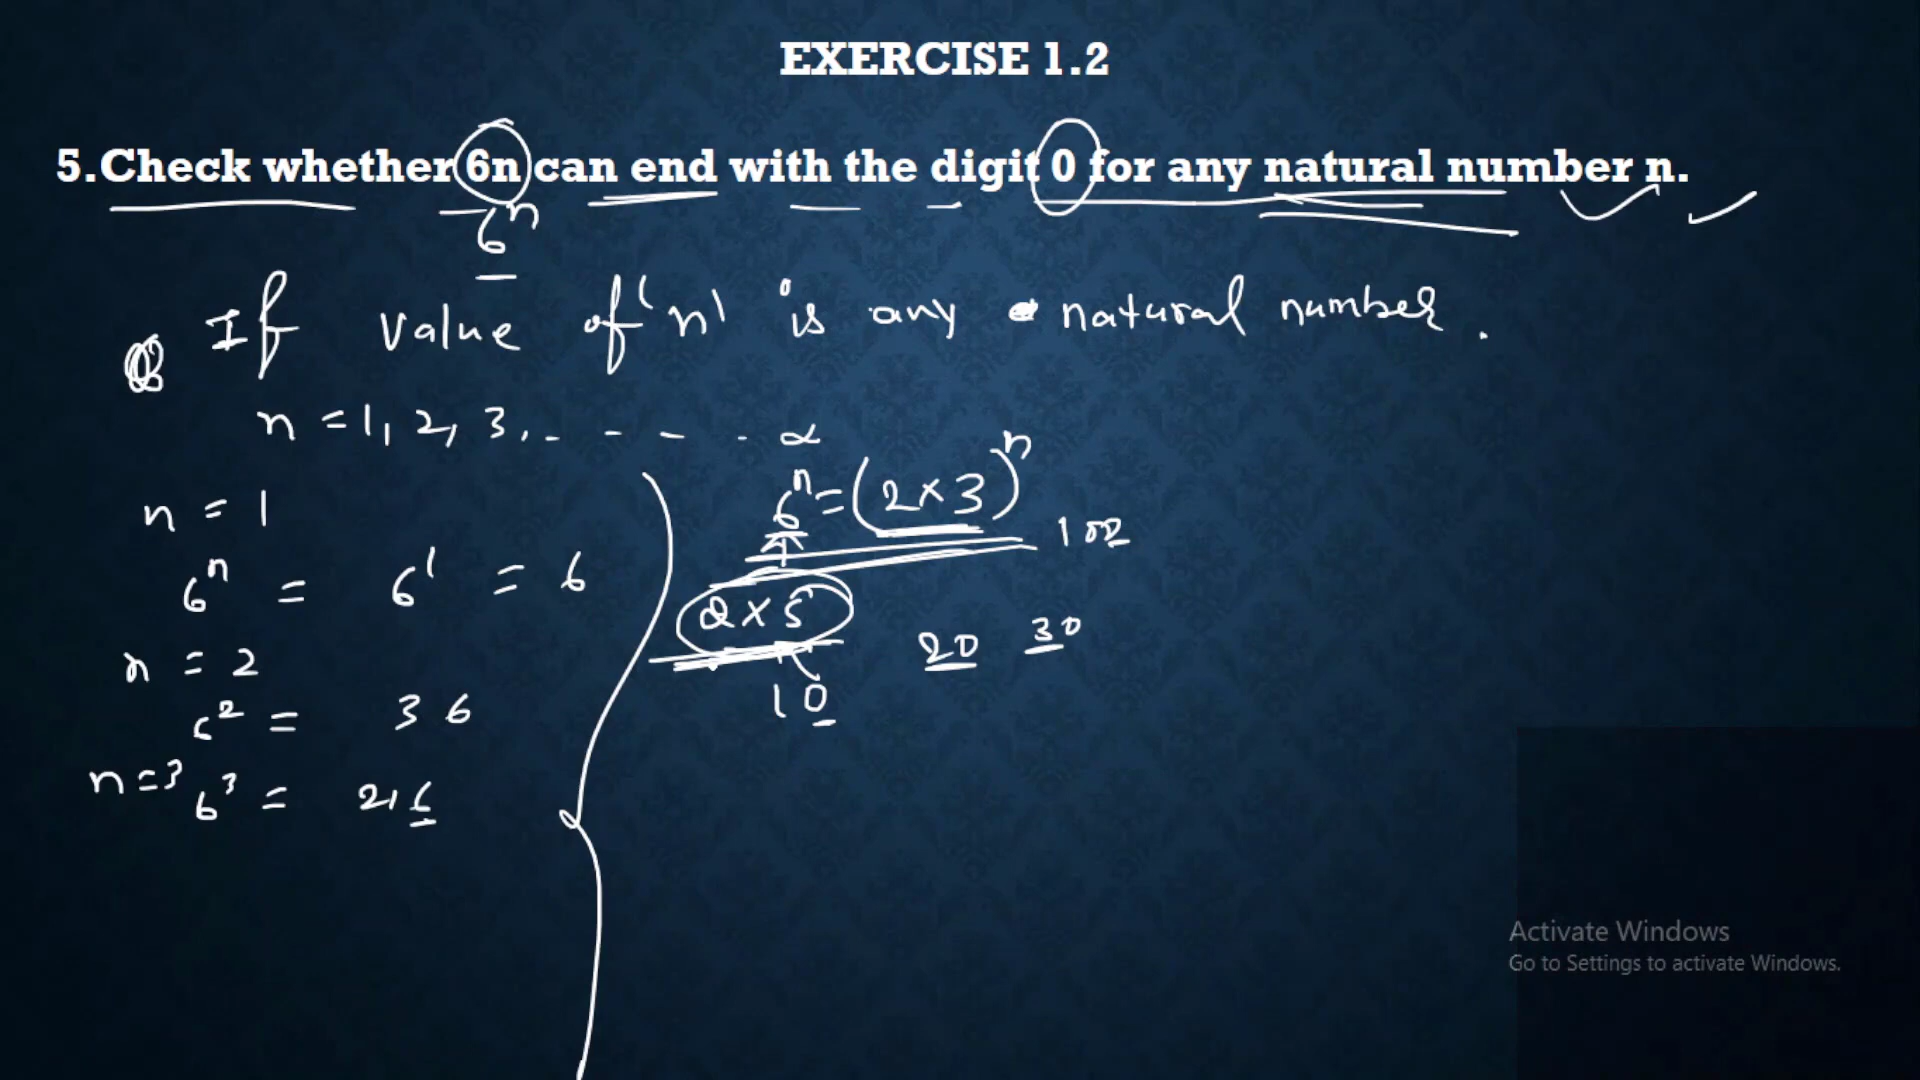 EXERCISE 1.2
5.Check whether 6n can end with the digit 0 for any natural number n.
6ⁿ
If value of 'n' is any natural number.
n = 1, 2, 3, . - - - . ∝
n = 1
6ⁿ = 6¹ = 6
n = 2
6² = 36
n=3 6³ = 216
6ⁿ = (2 × 3)ⁿ
2 × 5
10
20 30
Activate Windows
Go to Settings to activate Windows.